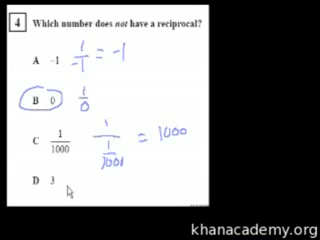 4 Which number does not have a reciprocal?
A -1 1/-1 = -1
B 0 1/0
C 1/1000 1/(1/1000) = 1000
D 3
khanacademy.org